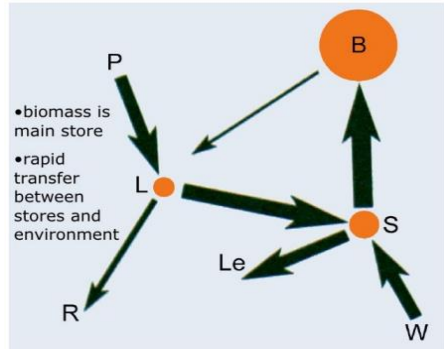 B
P
•biomass is
main store
•rapid
transfer
between
stores and
environment
L
S
Le
R
W